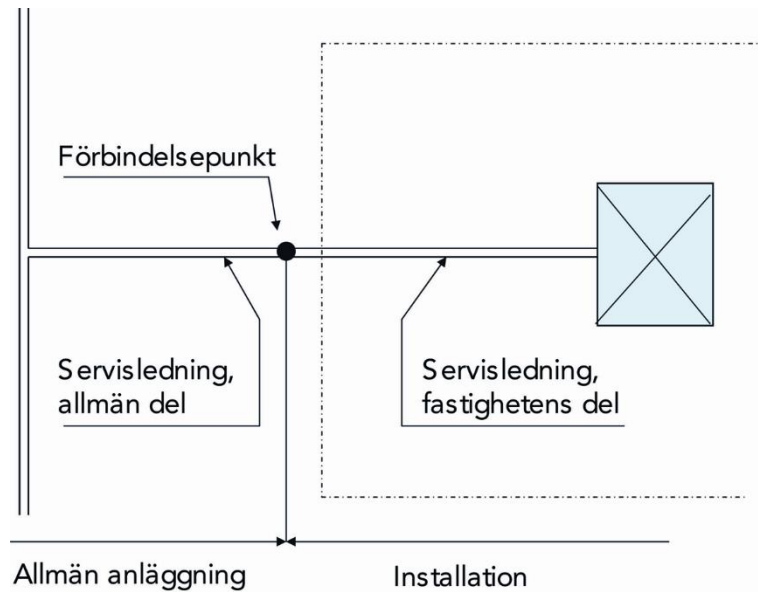 Förbindelsepunkt
Servisledning,
allmän del
Servisledning,
fastighetens del
Allmän anläggning
Installation